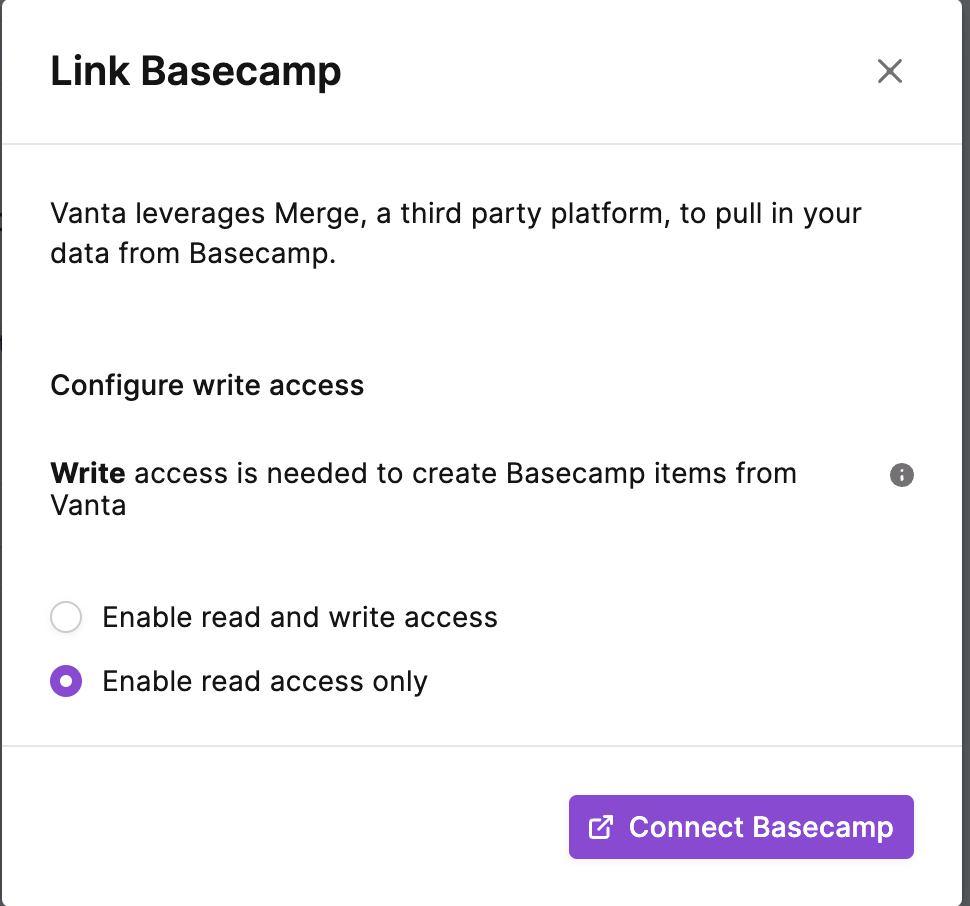 Link Basecamp
Vanta leverages Merge, a third party platform, to pull in your
data from Basecamp.
Configure write access
Write access is needed to create Basecamp items from
Vanta
Enable read and write access
Enable read access only
Connect Basecamp